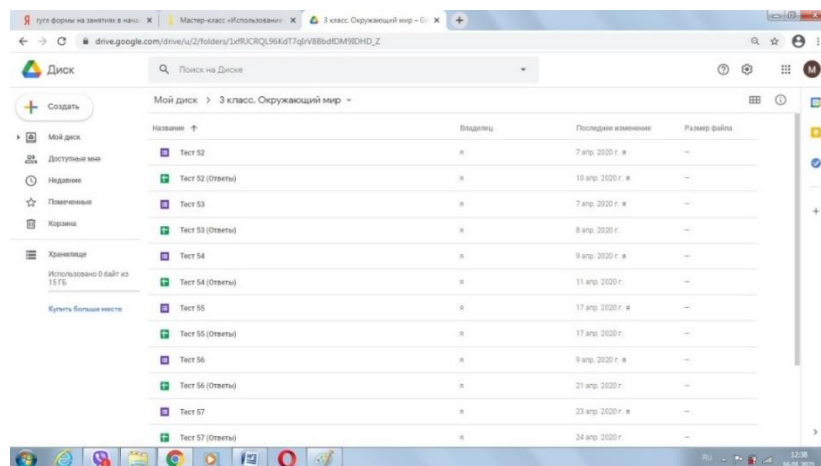 гугл формы на занятиях в нача
Мастер-класс «Использование
3 класс. Окружающий мир – Go
drive.google.com/drive/u/2/folders/
Диск
Поиск на Диске
М
Создать
Мой диск > 3 класс. Окружающий мир
Название
Владелец
Последнее изменение
Размер файла
Мой диск
Доступные мне
Недавние
Помеченные
Корзина
Хранилище
Использовано 0 байт из
15 ГБ
Купить больше места
Тест 52 я 7 апр. 2020 г. я –
Тест 52 (Ответы) я 10 апр. 2020 г. я –
Тест 53 я 7 апр. 2020 г. я –
Тест 53 (Ответы) я 8 апр. 2020 г. –
Тест 54 я 9 апр. 2020 г. я –
Тест 54 (Ответы) я 11 апр. 2020 г. –
Тест 55 я 17 апр. 2020 г. я –
Тест 55 (Ответы) я 17 апр. 2020 г. –
Тест 56 я 9 апр. 2020 г. я –
Тест 56 (Ответы) я 21 апр. 2020 г. –
Тест 57 я 23 апр. 2020 г. я –
Тест 57 (Ответы) я 24 апр. 2020 г. –
RU
12:38
16.01.2021